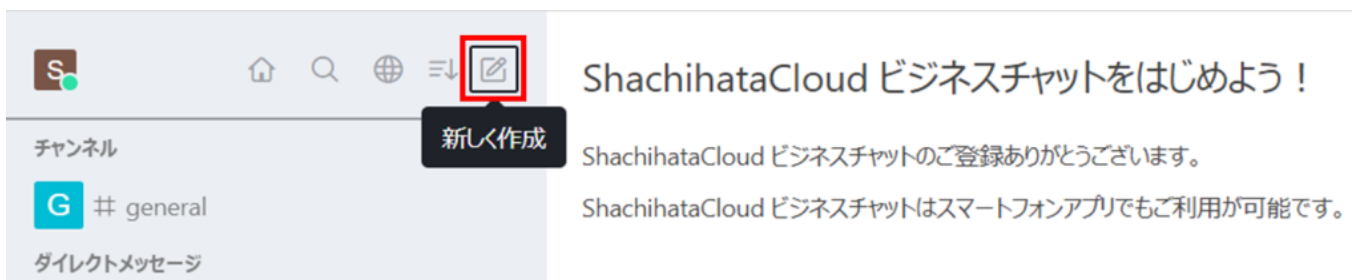 S
新しく作成
チャンネル
G # general
ダイレクトメッセージ
ShachihataCloud ビジネスチャットをはじめよう！
ShachihataCloud ビジネスチャットのご登録ありがとうございます。
ShachihataCloud ビジネスチャットはスマートフォンアプリでもご利用が可能です。